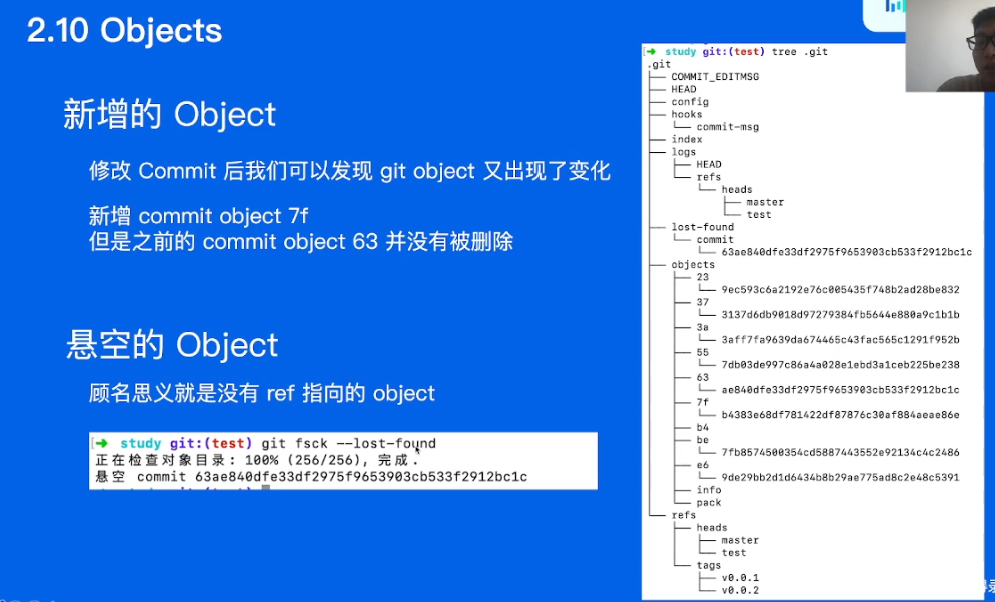 2.10 Objects
新增的 Object
修改 Commit 后我们可以发现 git object 又出现了变化
新增 commit object 7f
但是之前的 commit object 63 并没有被删除
悬空的 Object
顾名思义就是没有 ref 指向的 object
[➜ study git:(test) git fsck --lost-found
正在检查对象目录: 100% (256/256), 完成.
悬空 commit 63ae840dfe33df2975f9653903cb533f2912bc1c
[➜ study git:(test) tree .git
.git
├── COMMIT_EDITMSG
├── HEAD
├── config
├── hooks
│   └── commit-msg
├── index
├── logs
│   ├── HEAD
│   └── refs
│       └── heads
│           ├── master
│           └── test
├── lost-found
│   └── commit
│       └── 63ae840dfe33df2975f9653903cb533f2912bc1c
├── objects
│   ├── 23
│   │   └── 9ec593c6a2192e76c005435f748b2ad28be832
│   ├── 37
│   │   └── 3137d6db9018d97279384fb5644e880a9c1b1b
│   ├── 3a
│   │   └── 3aff7fa9639da674465c43fac565c1291f952b
│   ├── 55
│   │   └── 7db03de997c86a4a028e1ebd3a1ceb225be238
│   ├── 63
│   │   └── ae840dfe33df2975f9653903cb533f2912bc1c
│   ├── 7f
│   │   └── b4383e68df781422df87876c30af884aeae86e
│   ├── b4
│   ├── be
│   │   └── 7fb8574500354cd5887443552e92134c4c2486
│   ├── e6
│   │   └── 9de29bb2d1d6434b8b29ae775ad8c2e48c5391
│   ├── info
│   └── pack
└── refs
    ├── heads
    │   ├── master
    │   └── test
    └── tags
        ├── v0.0.1
        └── v0.0.2